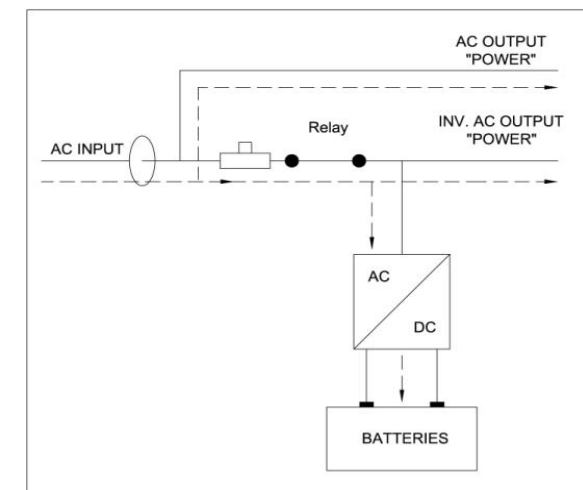 AC OUTPUT
"POWER"
Relay
INV. AC OUTPUT
"POWER"
AC INPUT
AC
DC
BATTERIES